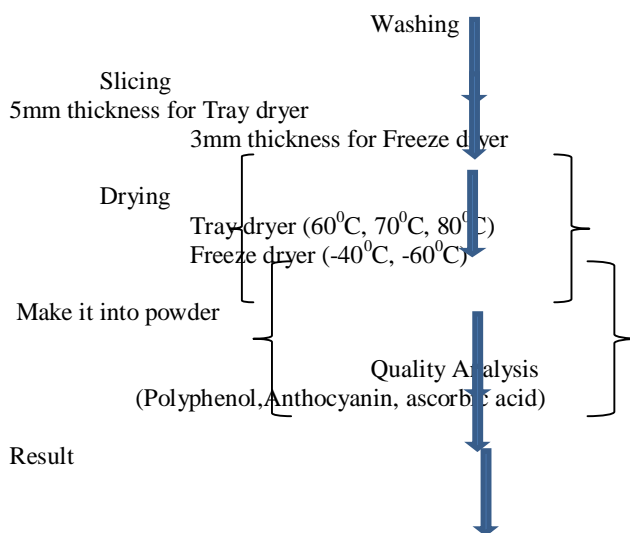 Washing
Slicing
5mm thickness for Tray dryer
3mm thickness for Freeze dryer
Drying
Tray dryer (60⁰C, 70⁰C, 80⁰C)
Freeze dryer (-40⁰C, -60⁰C)
Make it into powder
Quality Analysis
(Polyphenol,Anthocyanin, ascorbic acid)
Result